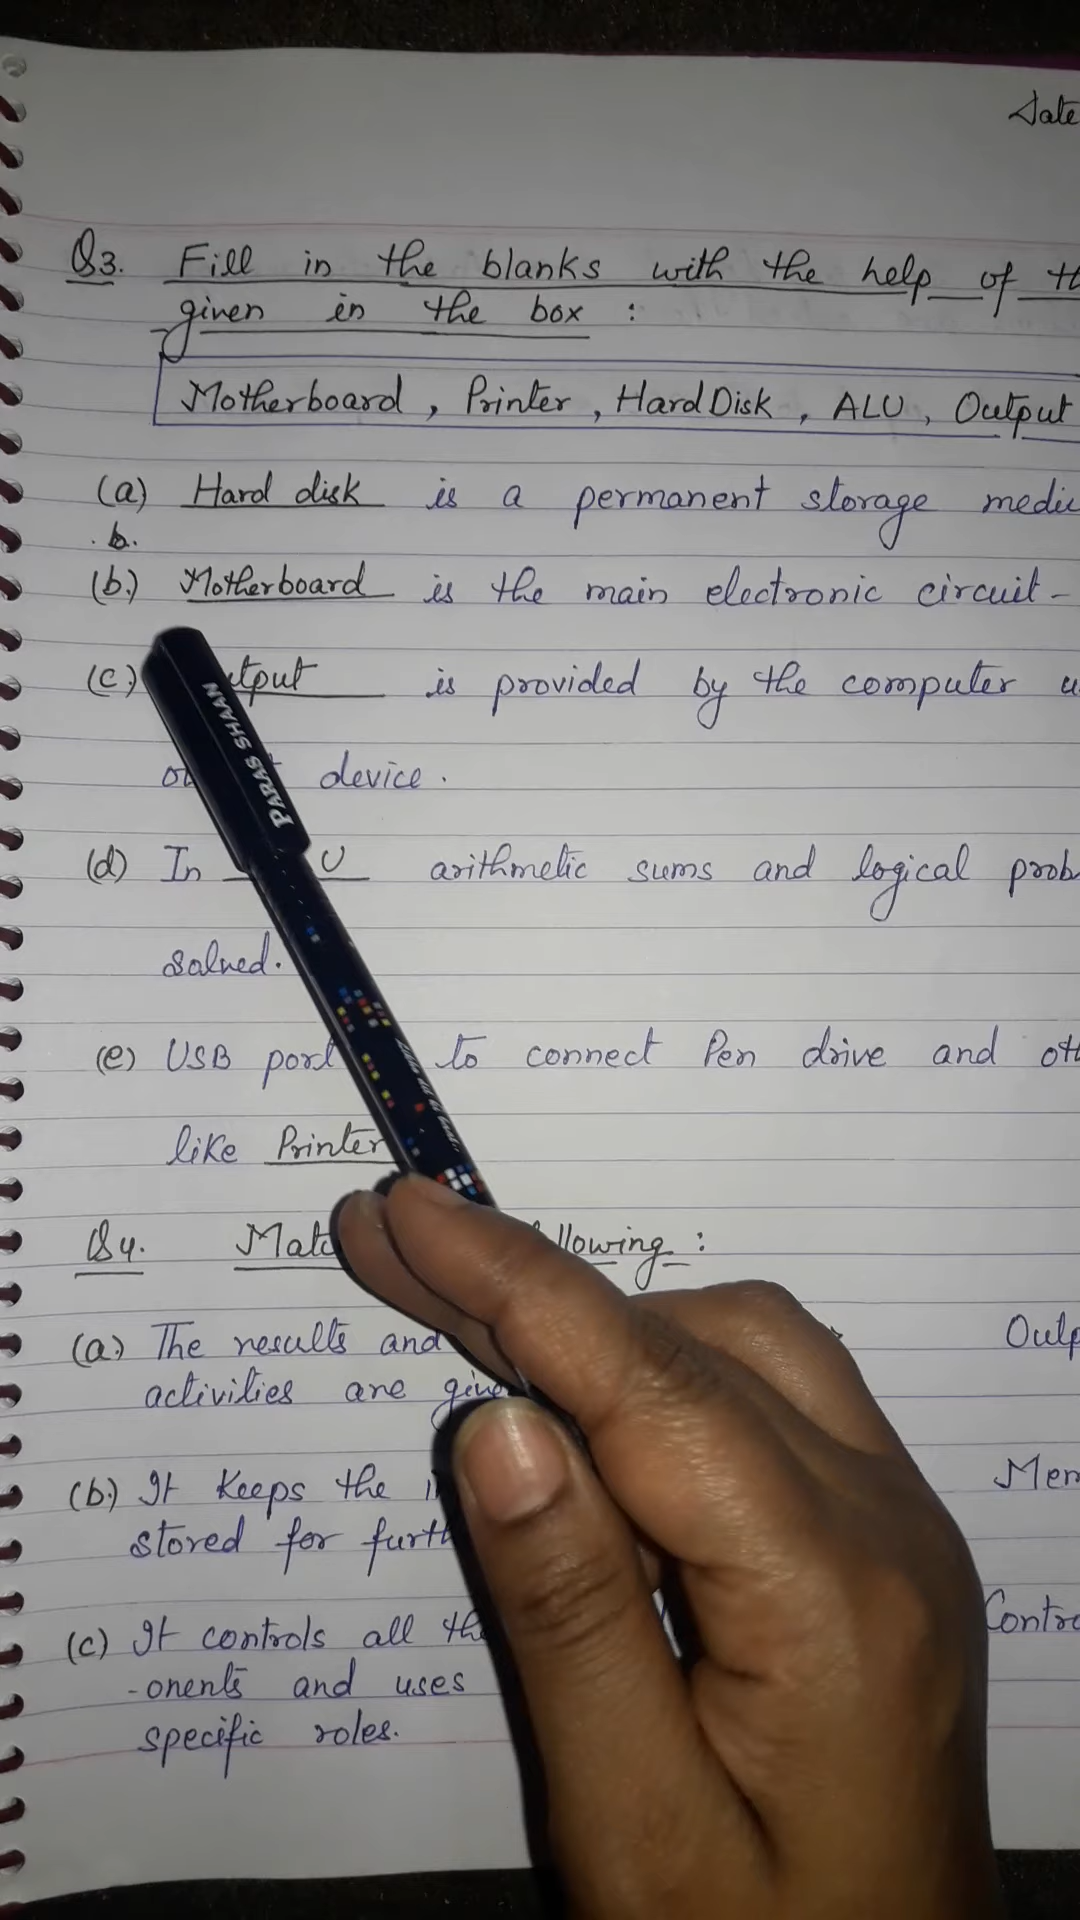 Date
Q3. Fill in the blanks with the help of
given in the box :
Motherboard , Printer , Hard Disk , ALU , Output
(a) Hard disk is a permanent storage
b.
(b.) Motherboard is the main electronic circuit-
(c) is provided by the computer
device.
(d) In U arithmetic sums and logical
solved.
(e) USB port to connect Pen drive and
like Printer
Q4. :
(a.) The results and
activities are
(b.) It keeps the
stored for
(c) It controls all
-onents and uses
specific roles.
PARAS SHAAN